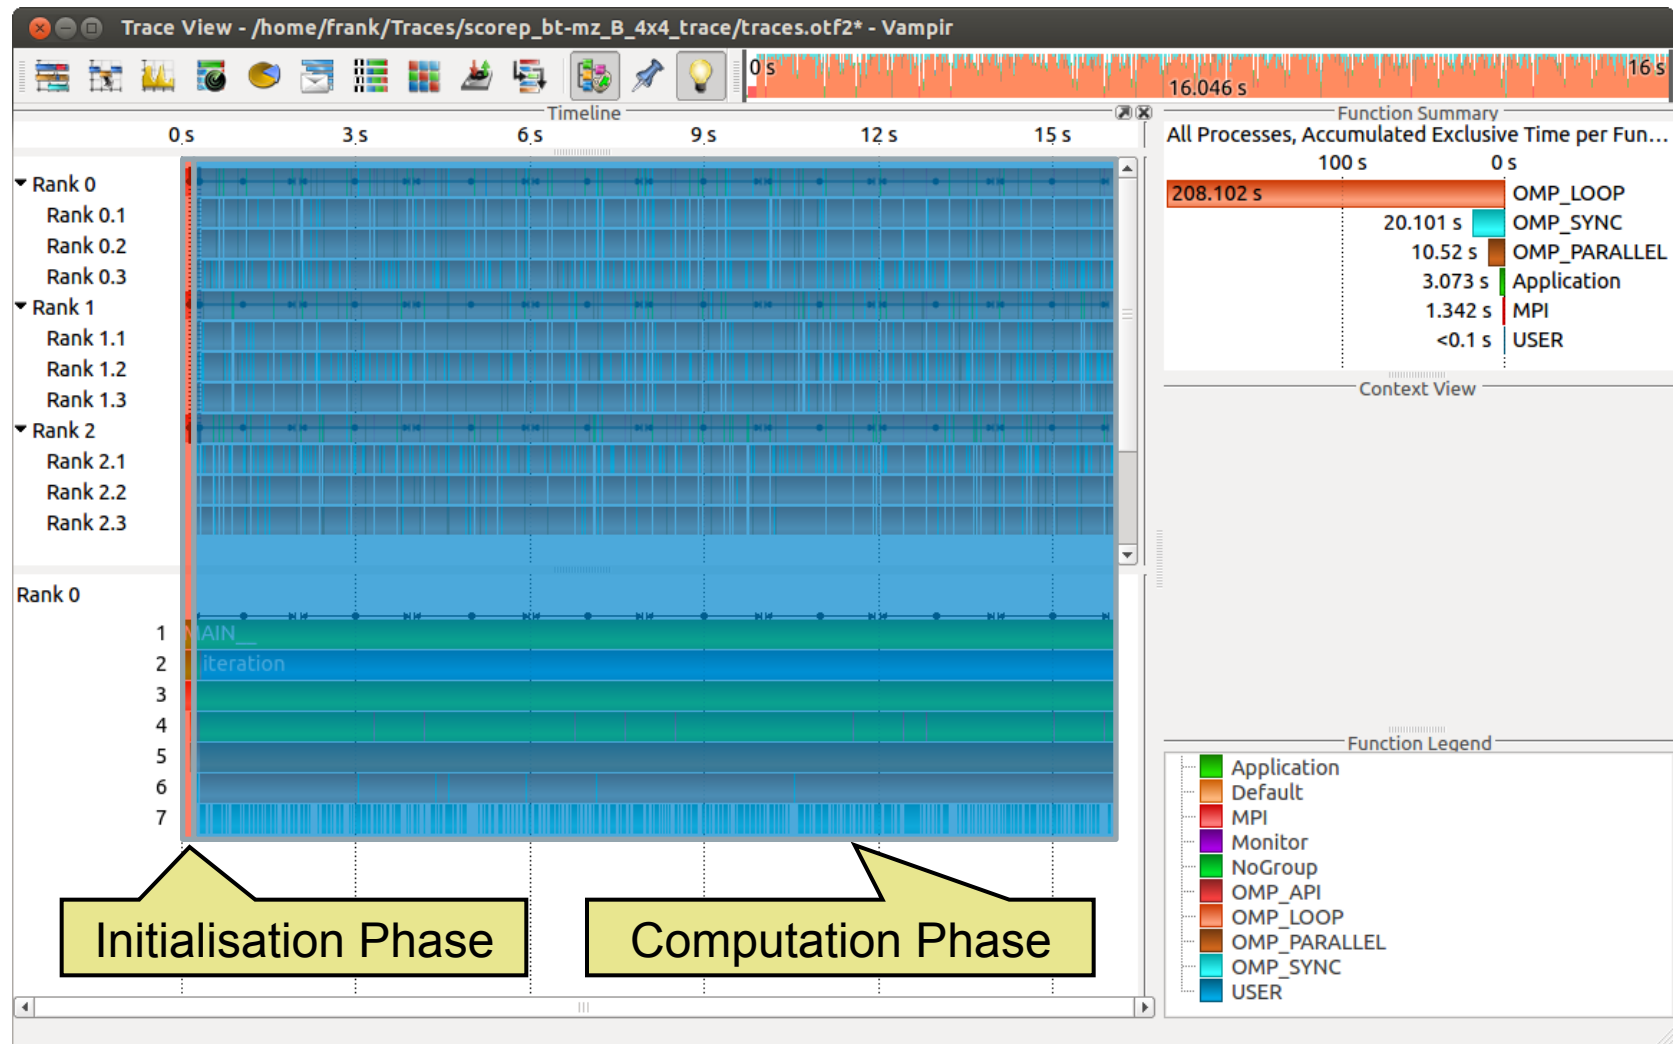 Trace View - /home/frank/Traces/scorep_bt-mz_B_4x4_trace/traces.otf2* - Vampir
0 s
16 s
16.046 s
Timeline
0 s
3 s
6 s
9 s
12 s
15 s
Rank 0
Rank 0.1
Rank 0.2
Rank 0.3
Rank 1
Rank 1.1
Rank 1.2
Rank 1.3
Rank 2
Rank 2.1
Rank 2.2
Rank 2.3
Rank 0
1
MAIN__
2
iteration
3
4
5
6
7
Initialisation Phase
Computation Phase
Function Summary
All Processes, Accumulated Exclusive Time per Fun...
100 s
0 s
208.102 s
OMP_LOOP
20.101 s
OMP_SYNC
10.52 s
OMP_PARALLEL
3.073 s
Application
1.342 s
MPI
<0.1 s
USER
Context View
Function Legend
Application
Default
MPI
Monitor
NoGroup
OMP_API
OMP_LOOP
OMP_PARALLEL
OMP_SYNC
USER